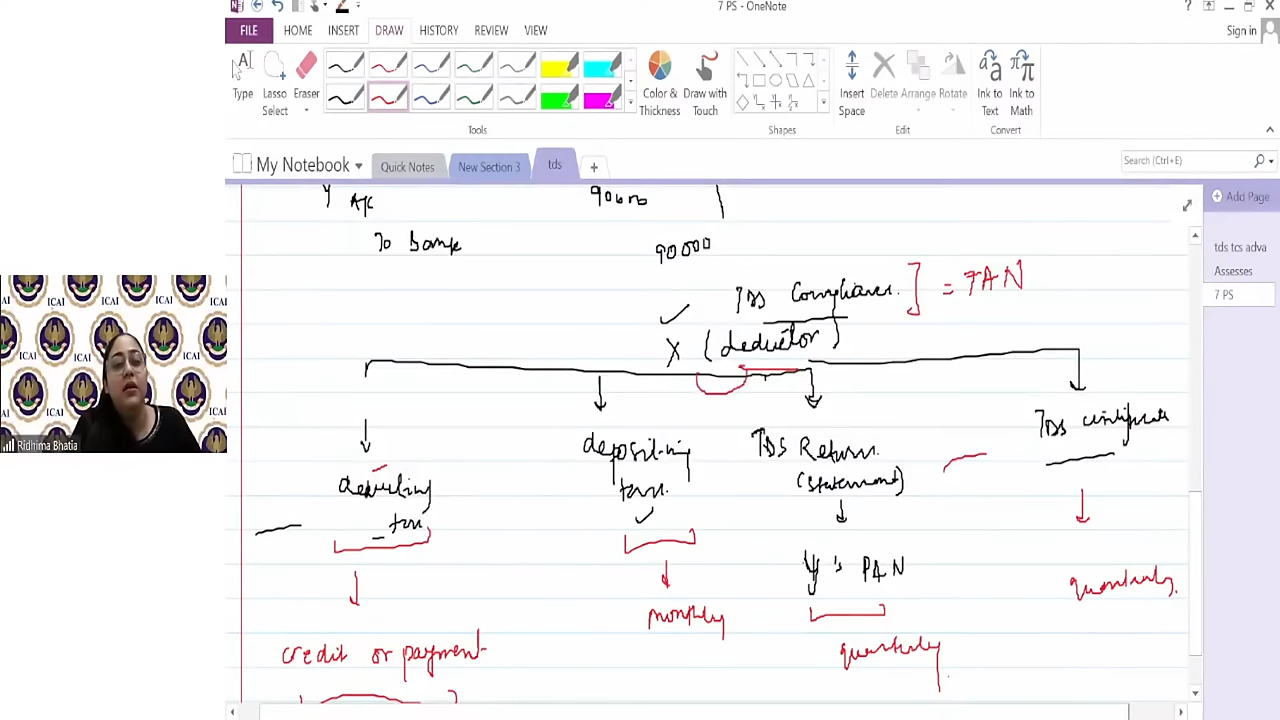 7 PS - OneNote
?
FILE HOME INSERT DRAW HISTORY REVIEW VIEW
Sign in
Type Lasso Select Eraser
Color & Thickness Draw with Touch
Insert Space Delete Arrange Rotate
Ink to Text Ink to Math
Tools Shapes Edit Convert
My Notebook Quick Notes New Section 3 tds +
Search (Ctrl+E)
Add Page
tds tcs adva
Assesses
7 PS
Y A/c 90000
To Bank 90000
TDS Compliances ] = TAN
X (deductor)
deducting tax
depositing tax
TDS Return (statement)
TDS certificate
Y's PAN
credit or payment
monthly
quarterly
quarterly
ICAI
Ridhima Bhatia